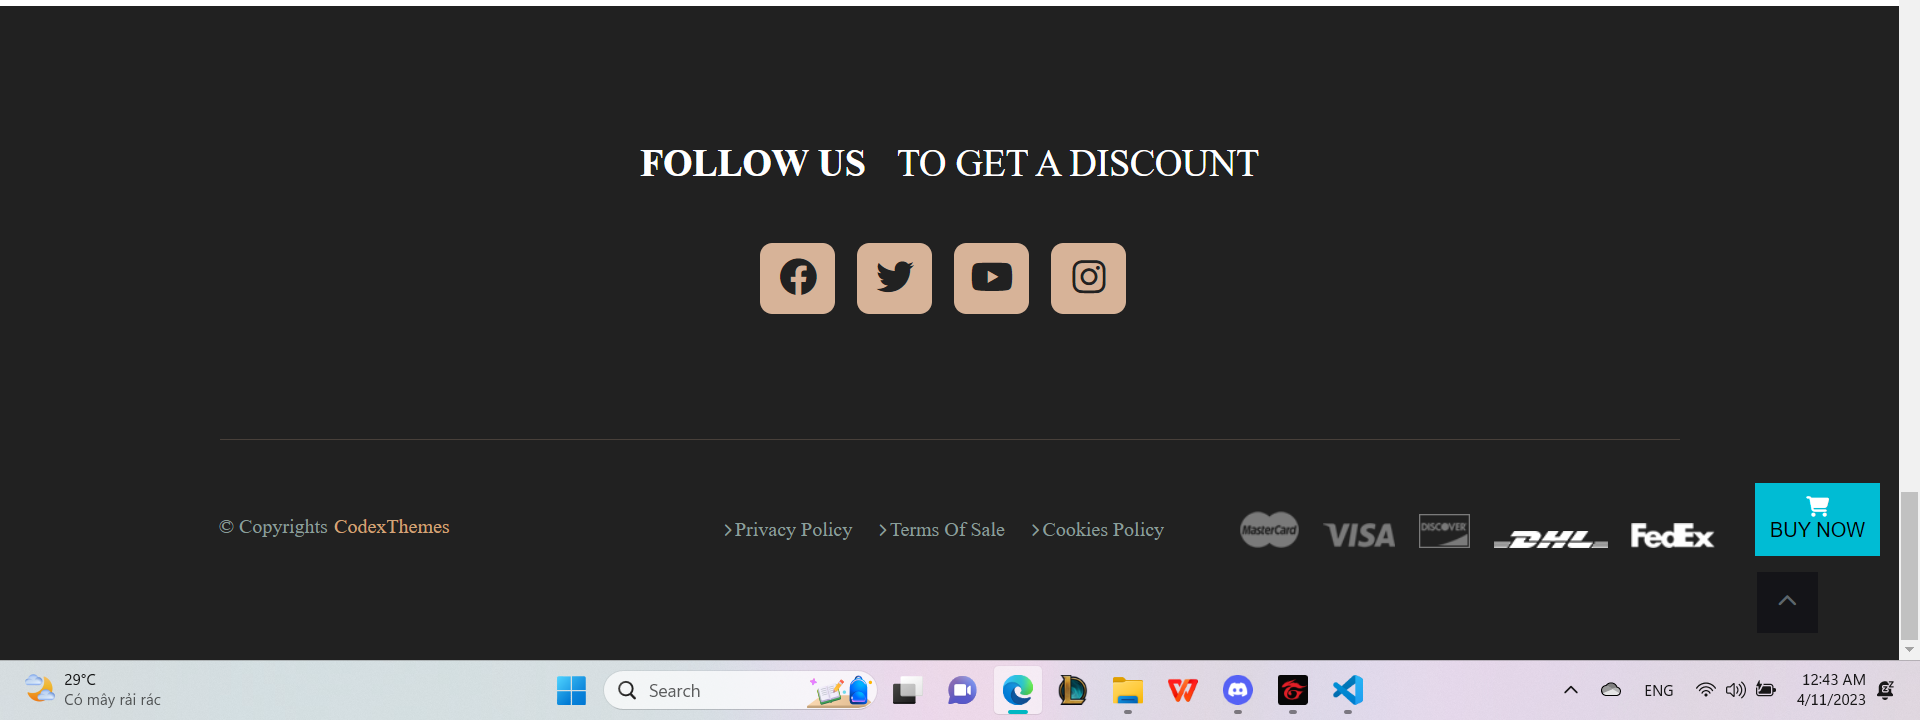 FOLLOW US TO GET A DISCOUNT
© Copyrights CodexThemes
Privacy Policy
Terms Of Sale
Cookies Policy
MasterCard
VISA
DISCOVER
DHL
FedEx
BUY NOW
29°C
Có mây rải rác
Search
ENG
12:43 AM
4/11/2023